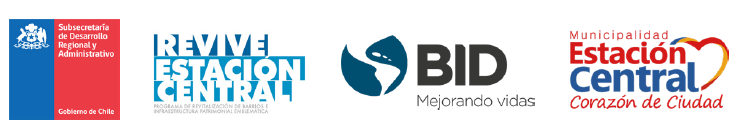 Subsecretaría
de Desarrollo
Regional y
Administrativo
Gobierno de Chile
REVIVE
ESTACIÓN
CENTRAL
PROGRAMA DE REVITALIZACIÓN DE BARRIOS E
INFRAESTRUCTURA PATRIMONIAL EMBLEMÁTICA
BID
Mejorando vidas
Municipalidad
Estación
Central
Corazón de Ciudad